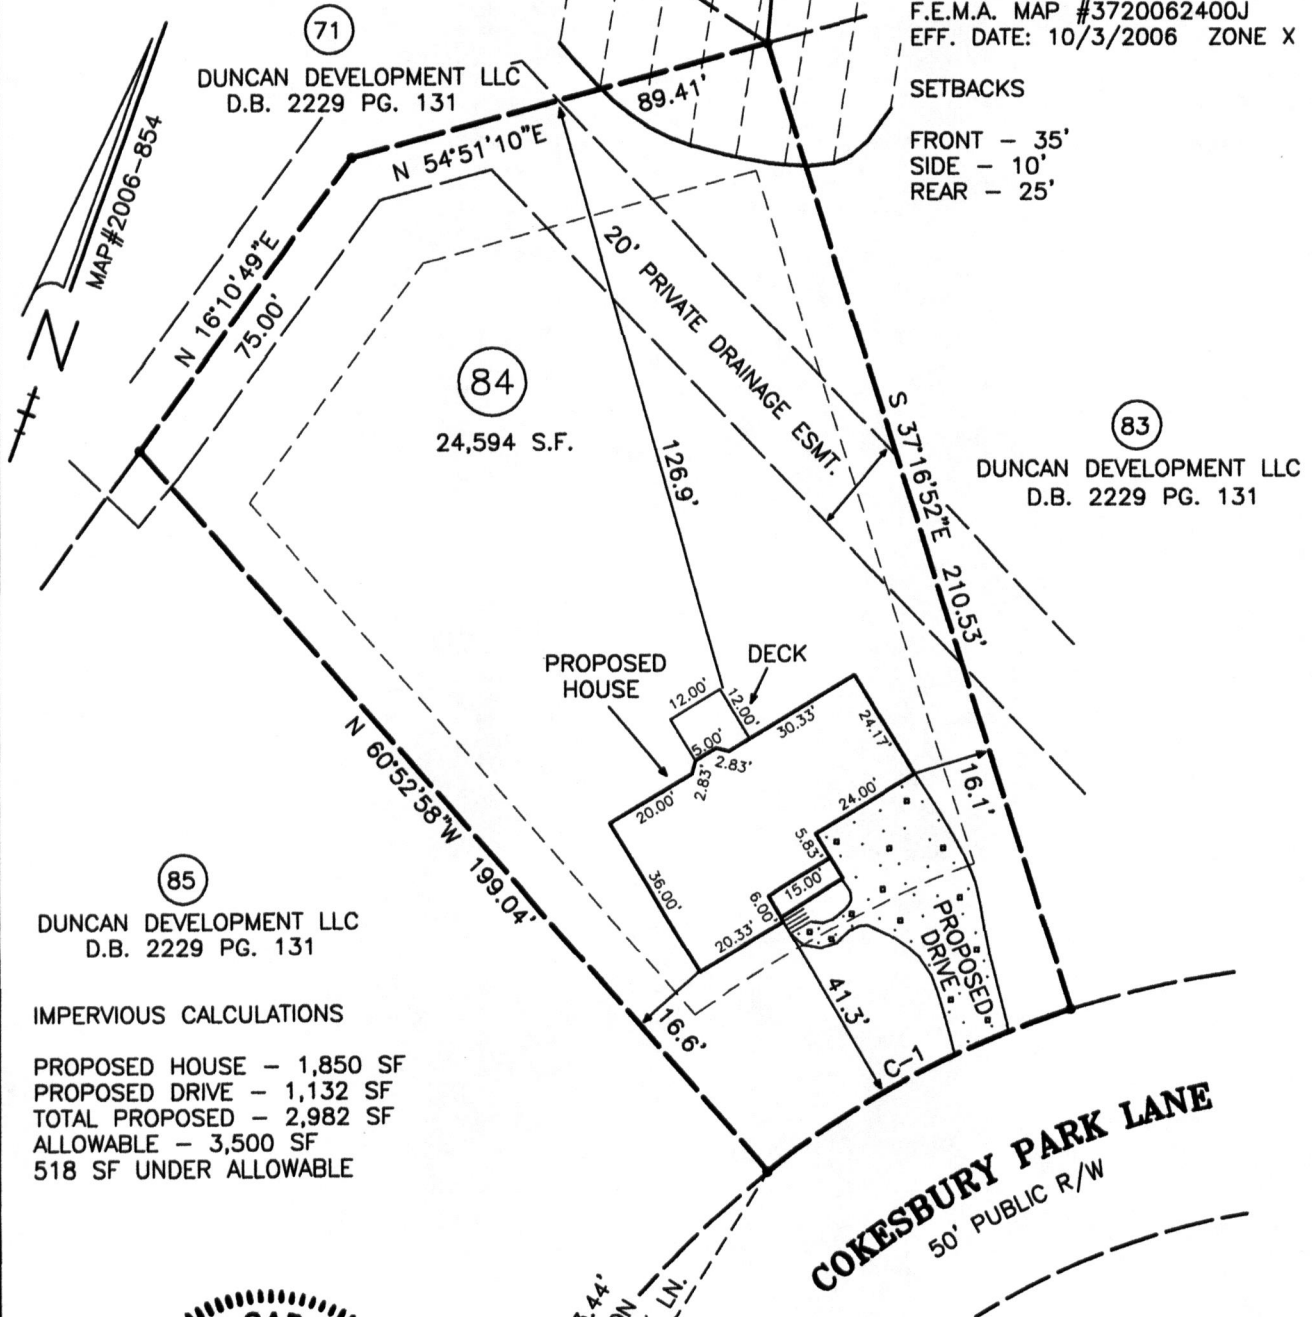 71
DUNCAN DEVELOPMENT LLC
D.B. 2229 PG. 131
F.E.M.A. MAP #3720062400J
EFF. DATE: 10/3/2006 ZONE X
SETBACKS
FRONT – 35'
SIDE – 10'
REAR – 25'
MAP#2006-854
N
89.41'
N 54°51'10"E
N 16°10'49"E
75.00'
20' PRIVATE DRAINAGE ESMT.
84
24,594 S.F.
126.9'
S 37°16'52"E 210.53'
83
DUNCAN DEVELOPMENT LLC
D.B. 2229 PG. 131
PROPOSED
HOUSE
DECK
12.00'
12.00'
5.00'
2.83'
2.83'
30.33'
24.17'
20.00'
24.00'
16.1'
5.83'
15.00'
6.00'
36.00'
20.33'
N 60°52'58"W 199.04'
PROPOSED
DRIVE
41.3'
16.6'
C-1
85
DUNCAN DEVELOPMENT LLC
D.B. 2229 PG. 131
IMPERVIOUS CALCULATIONS
PROPOSED HOUSE – 1,850 SF
PROPOSED DRIVE – 1,132 SF
TOTAL PROPOSED – 2,982 SF
ALLOWABLE – 3,500 SF
518 SF UNDER ALLOWABLE
COKESBURY PARK LANE
50' PUBLIC R/W
LN.